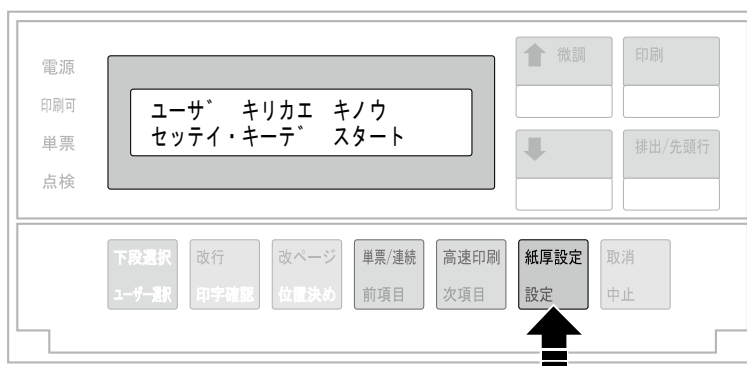 電源
印刷可
単票
点検
ユーザ゛ キリカエ キノウ
セッテイ・キーデ゛ スタート
微調
印刷
排出/先頭行
下段選択
ユーザー選択
改行
印字確認
改ページ
位置決め
単票/連続
前項目
高速印刷
次項目
紙厚設定
設定
取消
中止